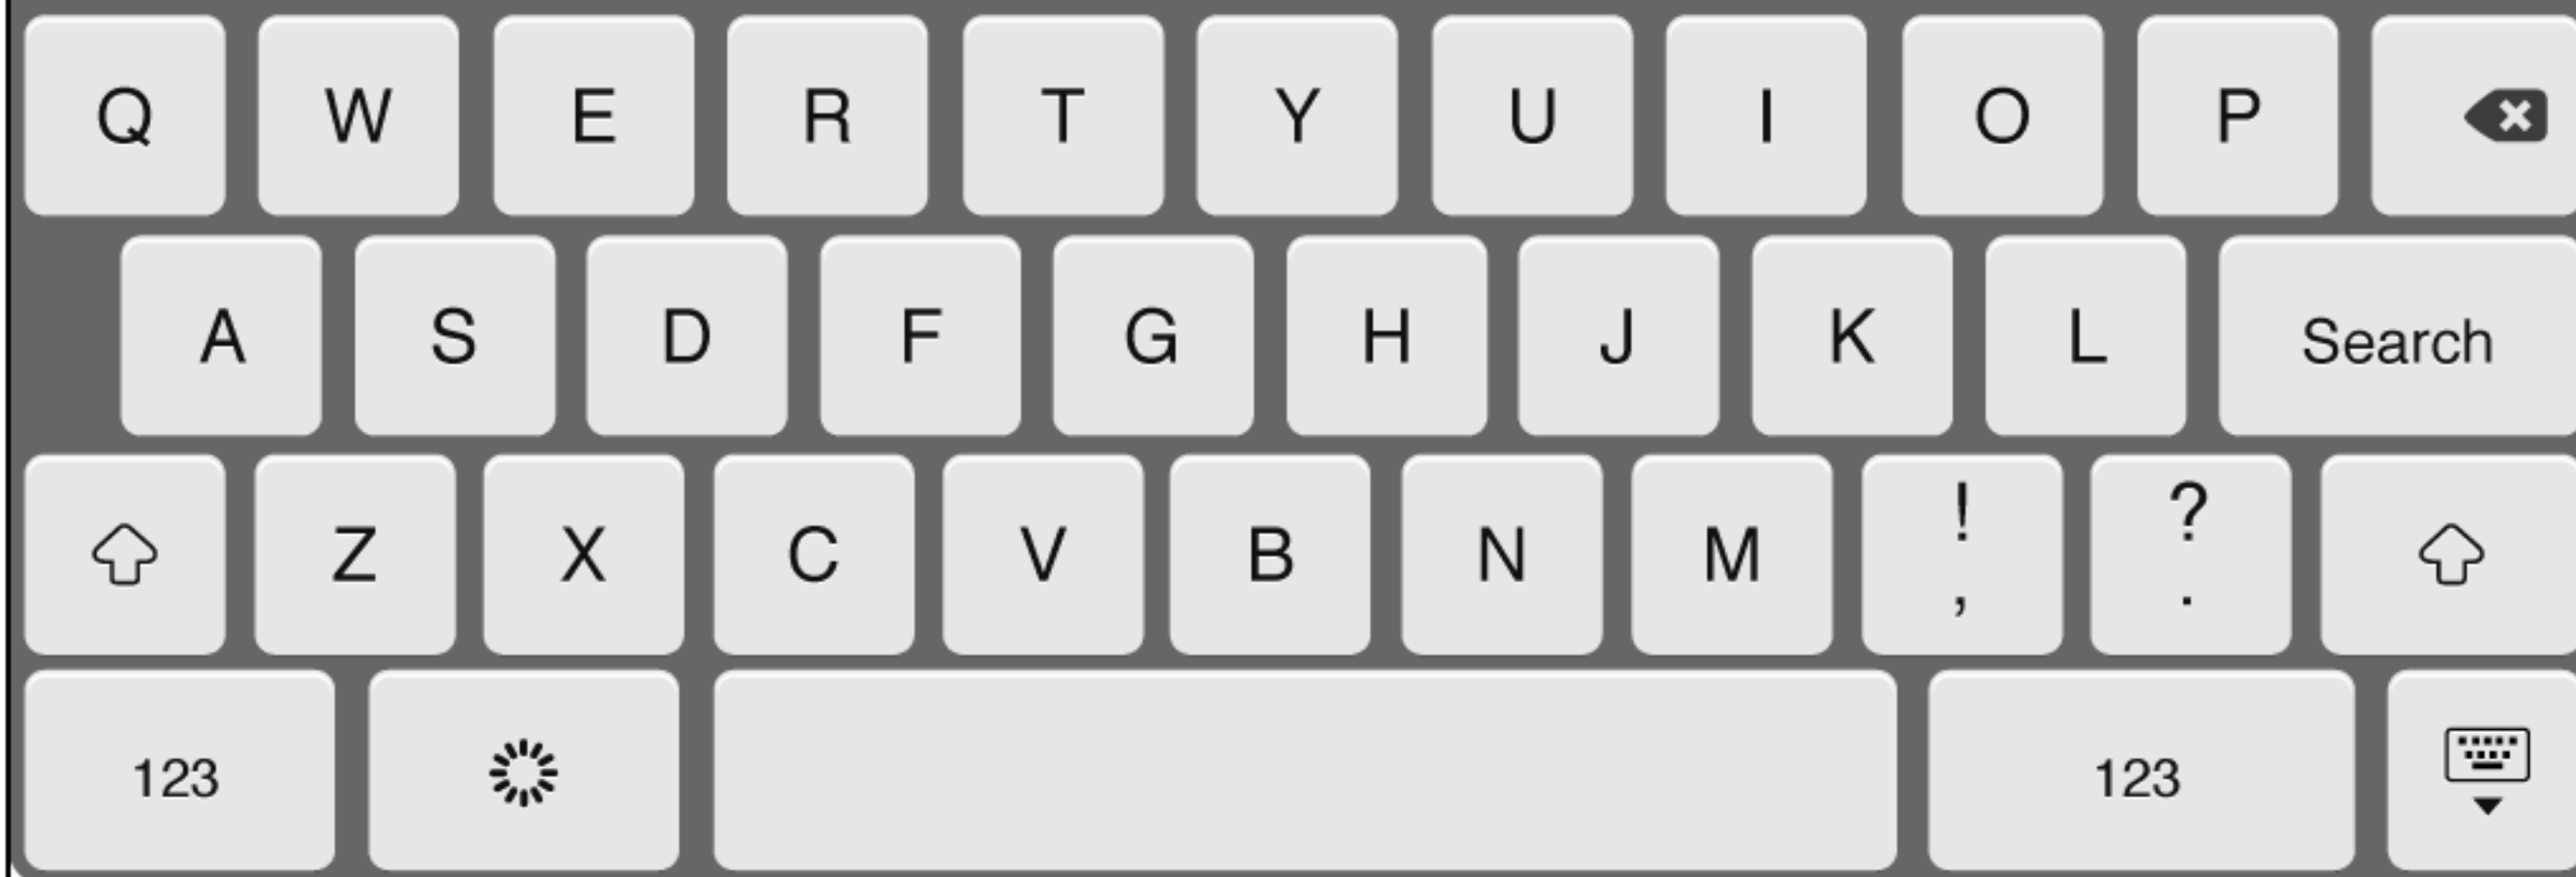 Q W E R T Y U I O P
A S D F G H J K L Search
Z X C V B N M ! ?
, .
123 123